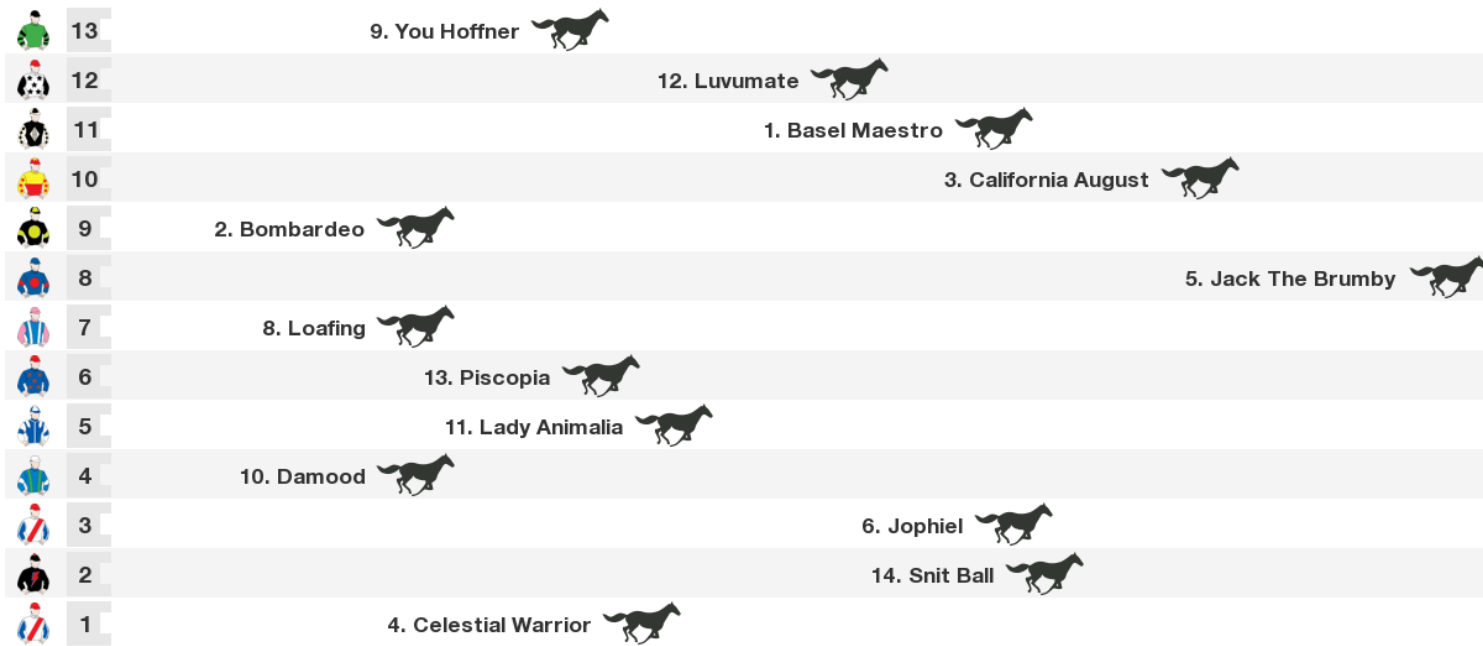 13 9. You Hoffner
12 12. Luvumate
11 1. Basel Maestro
10 3. California August
9 2. Bombardeo
8 5. Jack The Brumby
7 8. Loafing
6 13. Piscopia
5 11. Lady Animalia
4 10. Damood
3 6. Jophiel
2 14. Snit Ball
1 4. Celestial Warrior